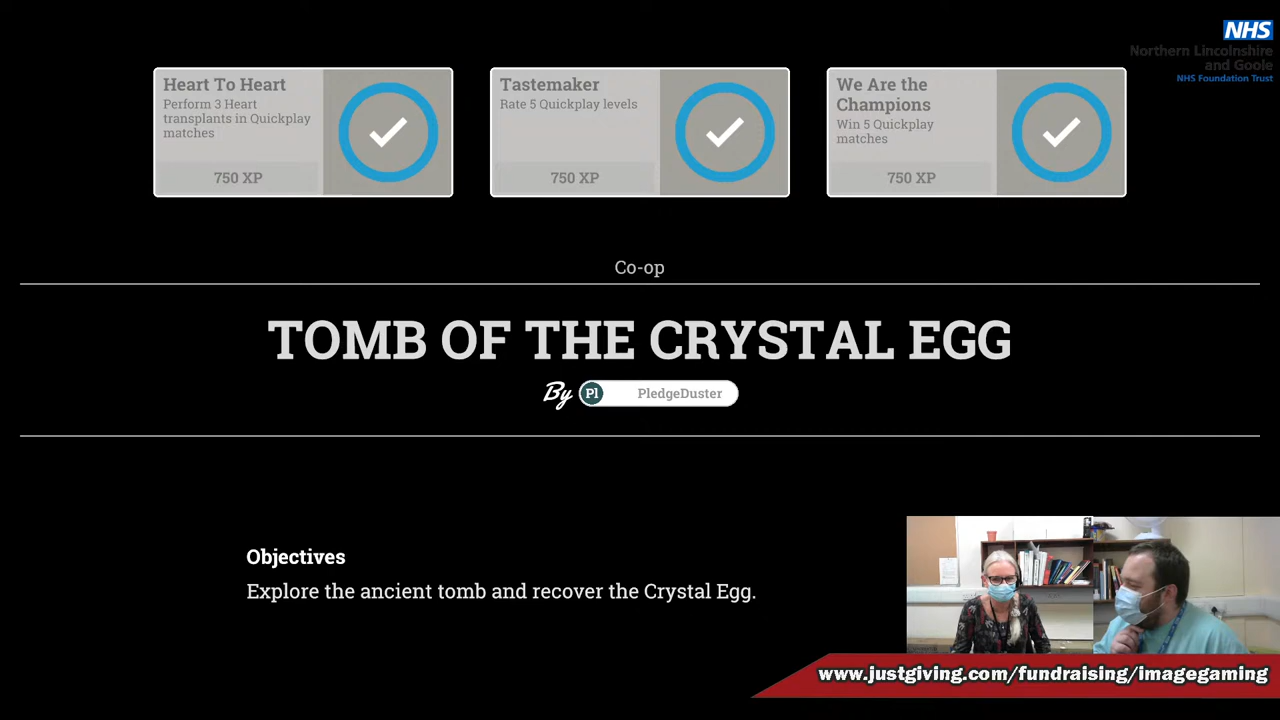 NHS
Northern Lincolnshire
and Goole
NHS Foundation Trust
Heart To Heart
Perform 3 Heart
transplants in Quickplay
matches
750 XP
Tastemaker
Rate 5 Quickplay levels
750 XP
We Are the
Champions
Win 5 Quickplay
matches
750 XP
Co-op
TOMB OF THE CRYSTAL EGG
By Pl PledgeDuster
Objectives
Explore the ancient tomb and recover the Crystal Egg.
www.justgiving.com/fundraising/imagegaming